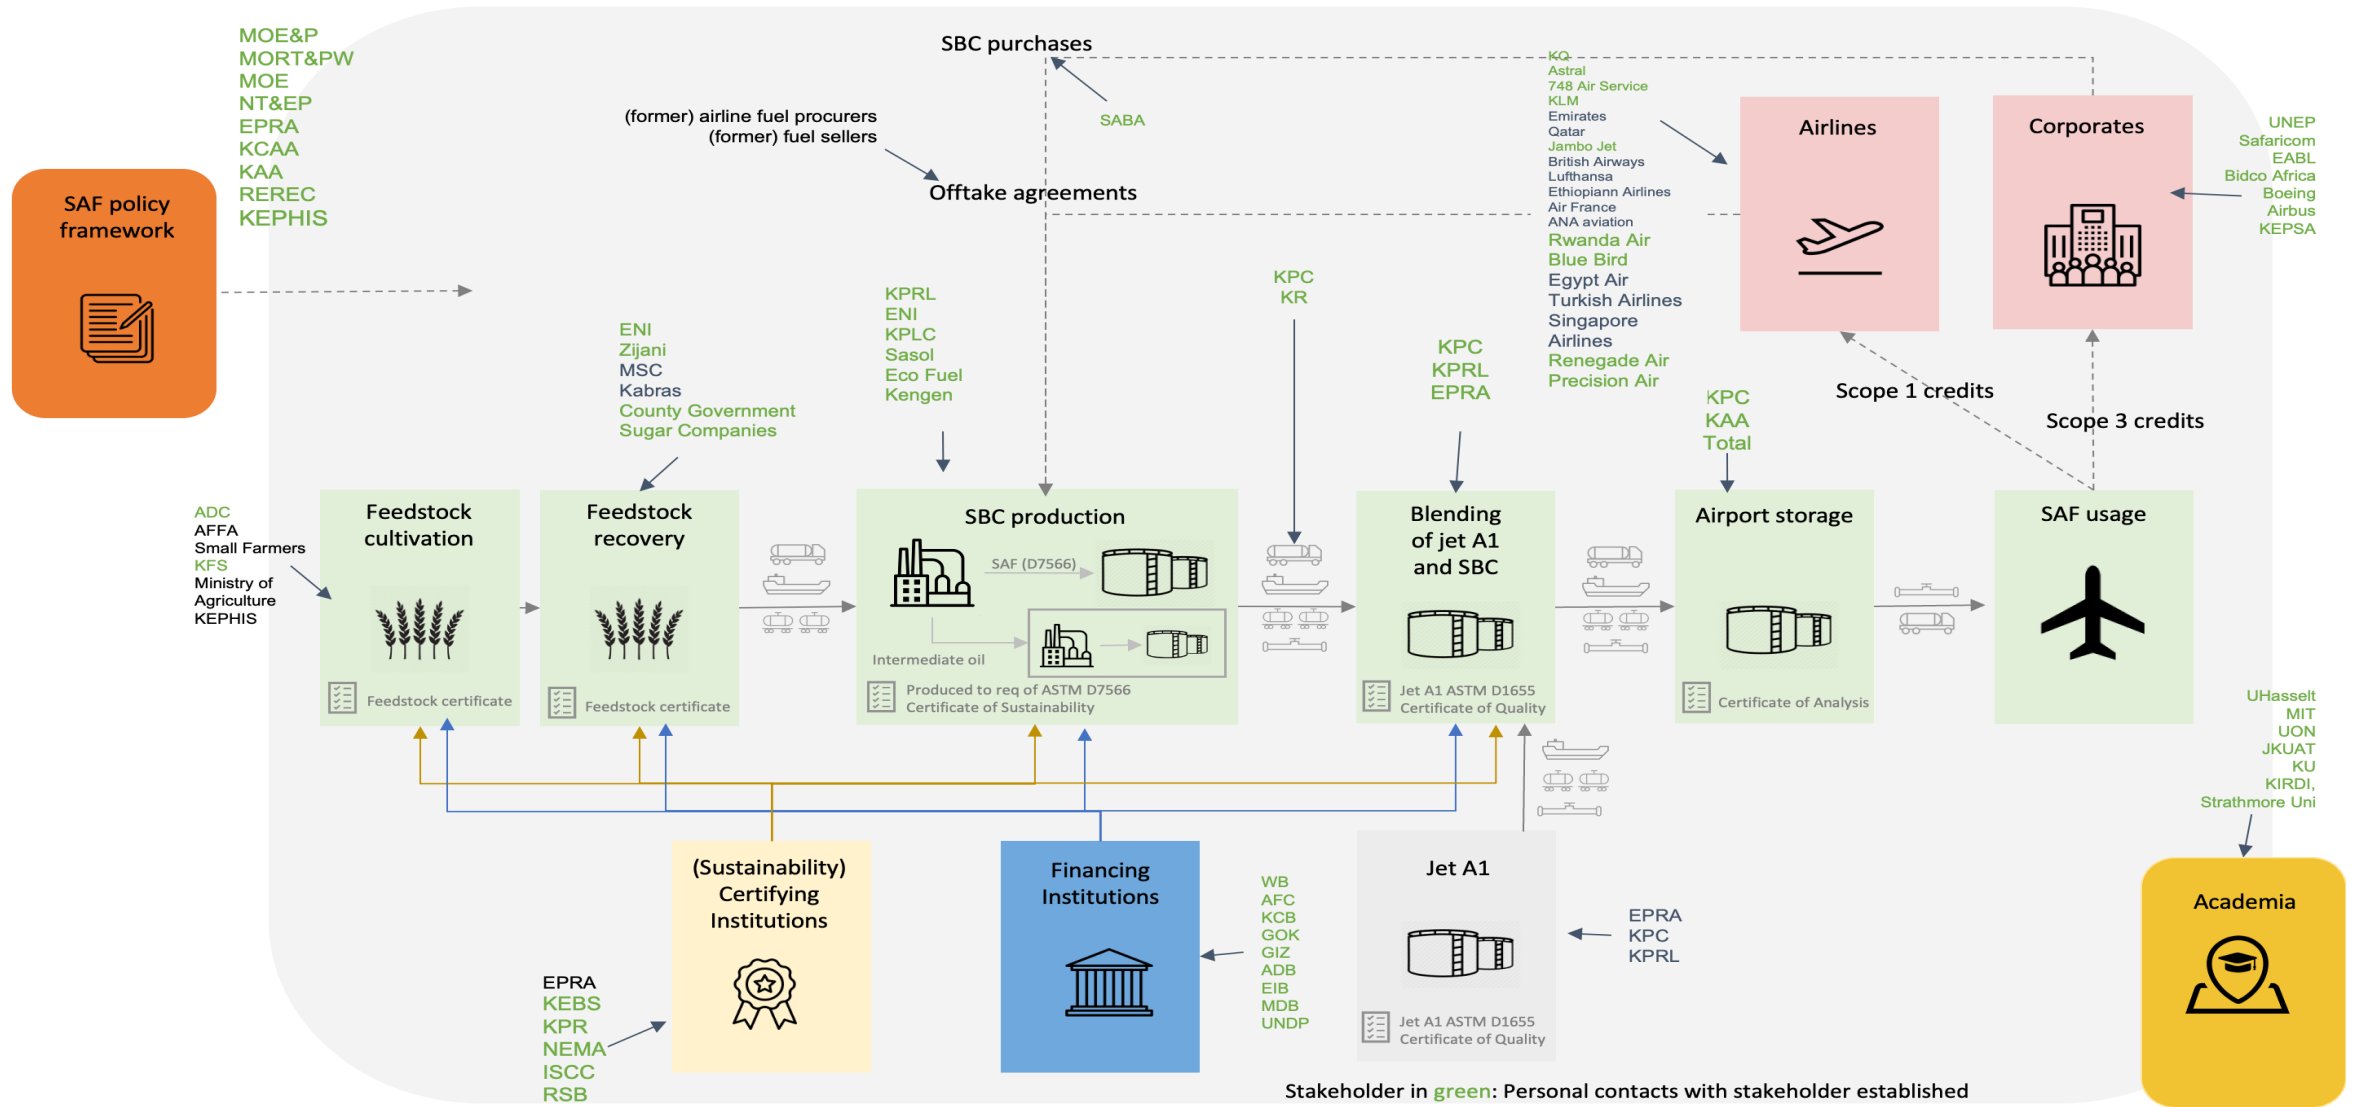 MOE&P
MORT&PW
MOE
NT&EP
EPRA
KCAA
KAA
REREC
KEPHIS
SAF policy
framework
SBC purchases
SABA
(former) airline fuel procurers
(former) fuel sellers
Offtake agreements
KQ
Astral
748 Air Service
KLM
Emirates
Qatar
Jambo Jet
British Airways
Lufthansa
Ethiopiann Airlines
Air France
ANA aviation
Rwanda Air
Blue Bird
Egypt Air
Turkish Airlines
Singapore
Airlines
Renegade Air
Precision Air
Airlines
Corporates
UNEP
Safaricom
EABL
Bidco Africa
Boeing
Airbus
KEPSA
Scope 1 credits
Scope 3 credits
ENI
Zijani
MSC
Kabras
County Government
Sugar Companies
KPRL
ENI
KPLC
Sasol
Eco Fuel
Kengen
KPC
KR
KPC
KPRL
EPRA
KPC
KAA
Total
ADC
AFFA
Small Farmers
KFS
Ministry of
Agriculture
KEPHIS
Feedstock
cultivation
Feedstock certificate
Feedstock
recovery
Feedstock certificate
SBC production
SAF (D7566)
Intermediate oil
Produced to req of ASTM D7566
Certificate of Sustainability
Blending
of jet A1
and SBC
Jet A1 ASTM D1655
Certificate of Quality
Airport storage
Certificate of Analysis
SAF usage
UHasselt
MIT
UON
JKUAT
KU
KIRDI,
Strathmore Uni
Academia
(Sustainability)
Certifying
Institutions
EPRA
KEBS
KPR
NEMA
ISCC
RSB
Financing
Institutions
WB
AFC
KCB
GOK
GIZ
ADB
EIB
MDB
UNDP
Jet A1
Jet A1 ASTM D1655
Certificate of Quality
EPRA
KPC
KPRL
Stakeholder in green: Personal contacts with stakeholder established